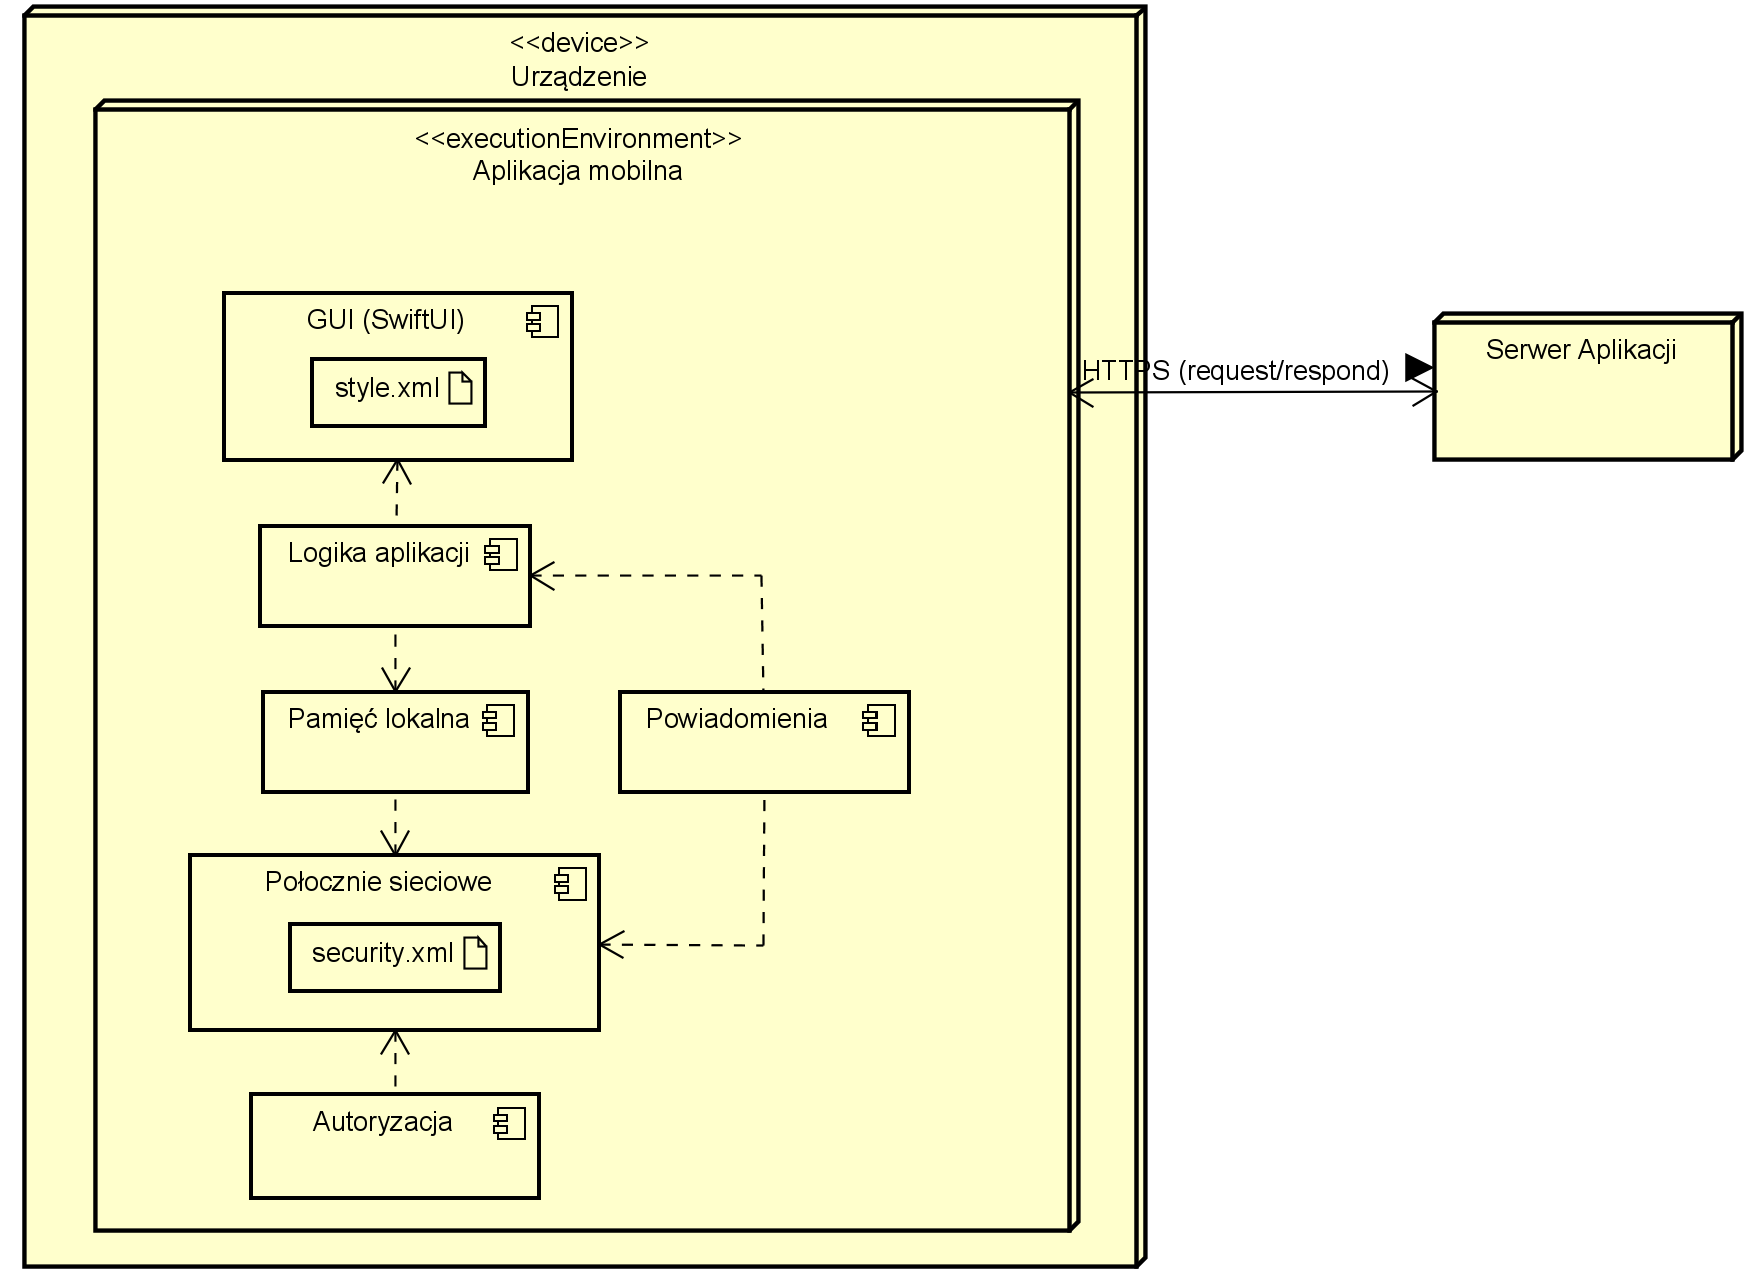 <<device>>
Urządzenie
<<executionEnvironment>>
Aplikacja mobilna
GUI (SwiftUI)
style.xml
HTTPS (request/respond)
Serwer Aplikacji
Logika aplikacji
Pamięć lokalna
Powiadomienia
Połocznie sieciowe
security.xml
Autoryzacja